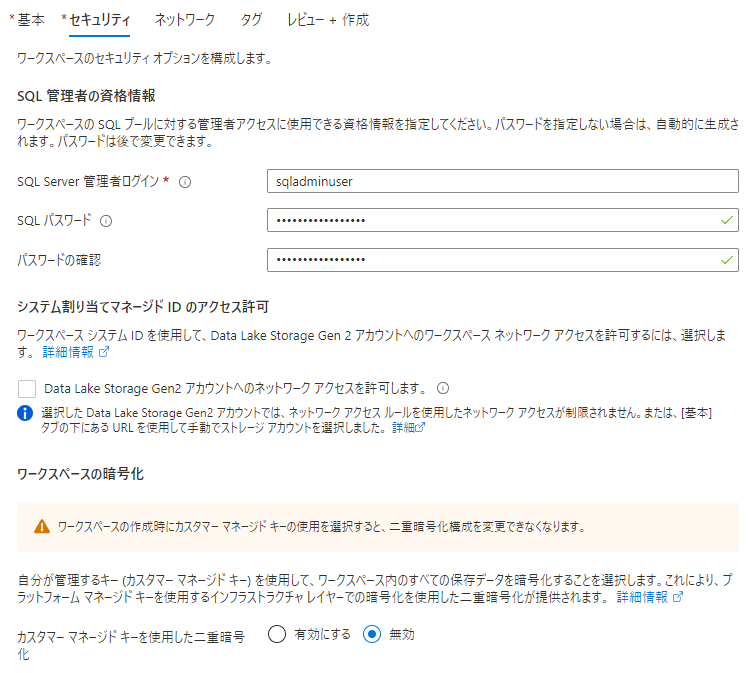 * 基本 * セキュリティ ネットワーク タグ レビュー + 作成
ワークスペースのセキュリティ オプションを構成します。
SQL 管理者の資格情報
ワークスペースの SQL プールに対する管理者アクセスに使用できる資格情報を指定してください。パスワードを指定しない場合は、自動的に生成さ
れます。パスワードは後で変更できます。
SQL Server 管理者ログイン * sqladminuser
SQL パスワード •••••••••••••••••
パスワードの確認 •••••••••••••••••
システム割り当てマネージド ID のアクセス許可
ワークスペース システム ID を使用して、Data Lake Storage Gen 2 アカウントへのワークスペース ネットワーク アクセスを許可するには、選択しま
す。 詳細情報
Data Lake Storage Gen2 アカウントへのネットワーク アクセスを許可します。
選択した Data Lake Storage Gen2 アカウントでは、ネットワーク アクセス ルールを使用したネットワーク アクセスが制限されません。または、[基本]
タブの下にある URL を使用して手動でストレージ アカウントを選択しました。 詳細
ワークスペースの暗号化
ワークスペースの作成時にカスタマー マネージド キーの使用を選択すると、二重暗号化構成を変更できなくなります。
自分が管理するキー (カスタマー マネージド キー) を使用して、ワークスペース内のすべての保存データを暗号化することを選択します。これにより、プ
ラットフォーム マネージド キーを使用するインフラストラクチャ レイヤーでの暗号化を使用した二重暗号化が提供されます。 詳細情報
カスタマー マネージド キーを使用した二重暗号 有効にする 無効
化